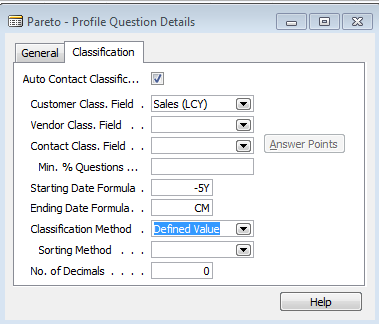 Pareto - Profile Question Details
General Classification
Auto Contact Classific...
Customer Class. Field . Sales (LCY)
Vendor Class. Field . .
Contact Class. Field . . Answer Points
Min. % Questions ...
Starting Date Formula . -5Y
Ending Date Formula. . CM
Classification Method . Defined Value
Sorting Method . . .
No. of Decimals . . . . 0
Help